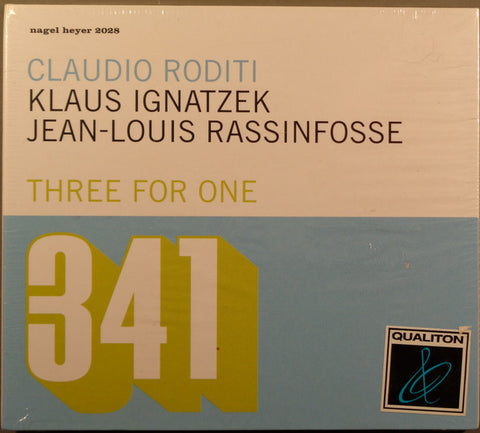 nagel heyer 2028
CLAUDIO RODITI
KLAUS IGNATZEK
JEAN-LOUIS RASSINFOSSE
THREE FOR ONE
341
QUALITON